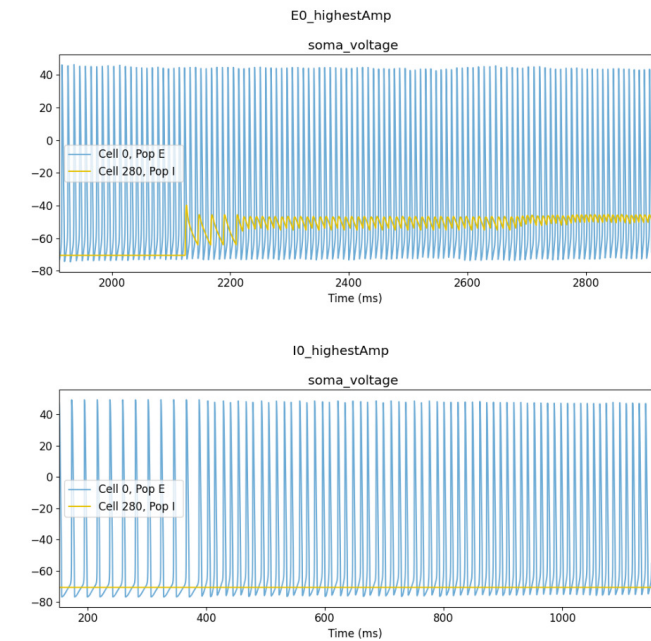 E0_highestAmp
soma_voltage
40
20
0
−20
−40
−60
−80
Cell 0, Pop E
Cell 280, Pop I
2000 2200 2400 2600 2800
Time (ms)
I0_highestAmp
soma_voltage
40
20
0
−20
−40
−60
−80
Cell 0, Pop E
Cell 280, Pop I
200 400 600 800 1000
Time (ms)